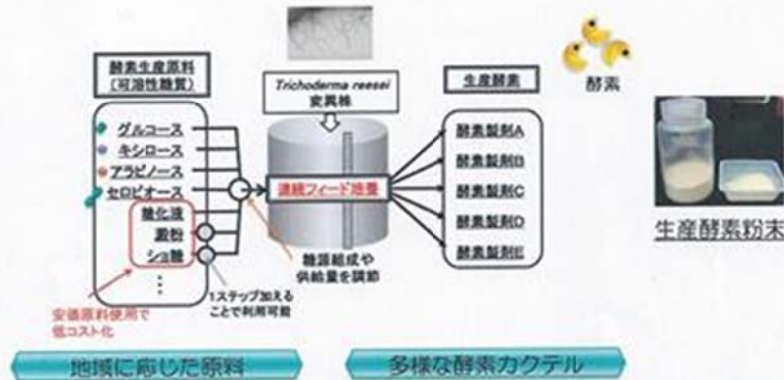 酵素生産原料
(可溶性糖質)
グルコース
キシロース
アラビノース
セロビオース
糖化液
澱粉
ショ糖
⋮
安価原料使用で
低コスト化
1ステップ加える
ことで利用可能
Trichoderma reesei
変異株
連続フィード培養
糖源組成や
供給量を調節
生産酵素
酵素製剤A
酵素製剤B
酵素製剤C
酵素製剤D
酵素製剤E
酵素
生産酵素粉末
地域に応じた原料
多様な酵素カクテル